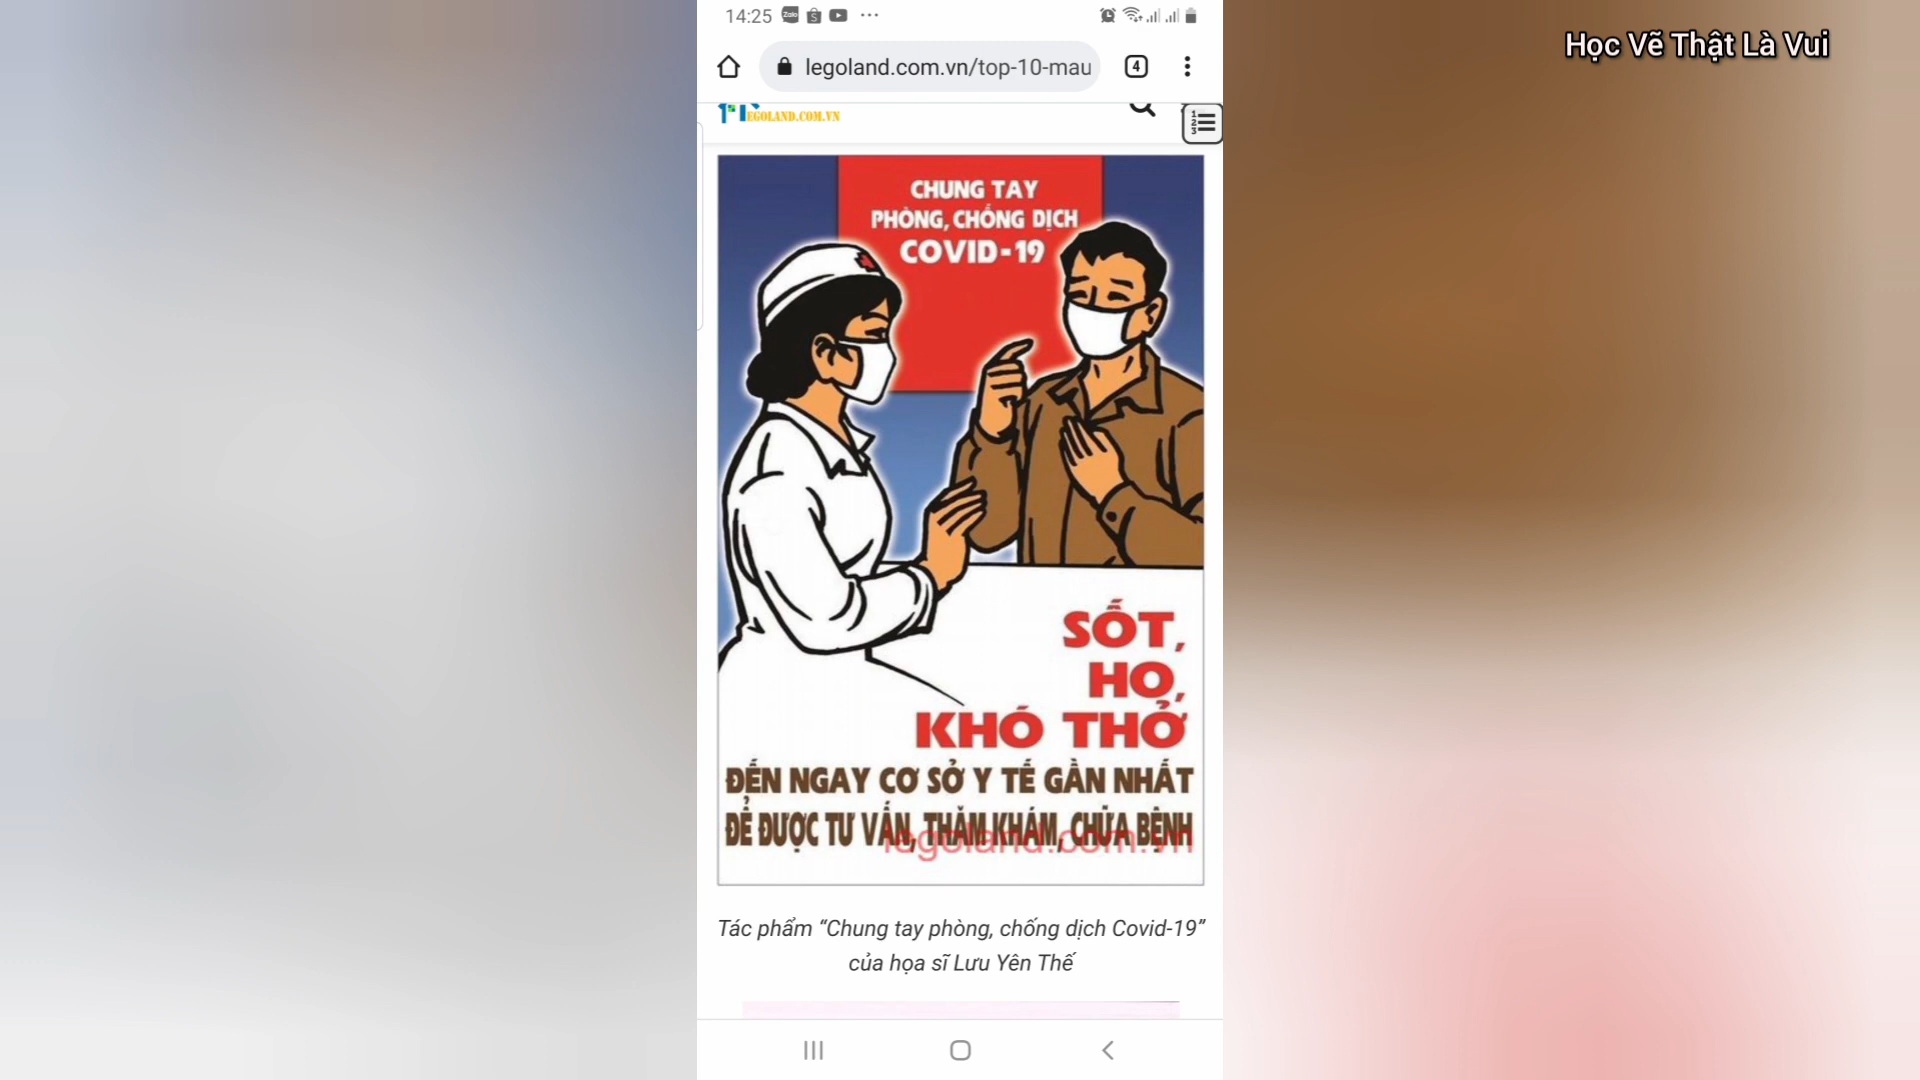 14:25
Zalo
Học Vẽ Thật Là Vui
legoland.com.vn/top-10-mau
4
EGOLAND.COM.VN
CHUNG TAY
PHÒNG, CHỐNG DỊCH
COVID-19
SỐT,
HO,
KHÓ THỞ
ĐẾN NGAY CƠ SỞ Y TẾ GẦN NHẤT
ĐỂ ĐƯỢC TƯ VẤN, THĂM KHÁM, CHỮA BỆNH
legoland.com.vn
Tác phẩm “Chung tay phòng, chống dịch Covid-19”
của họa sĩ Lưu Yên Thế